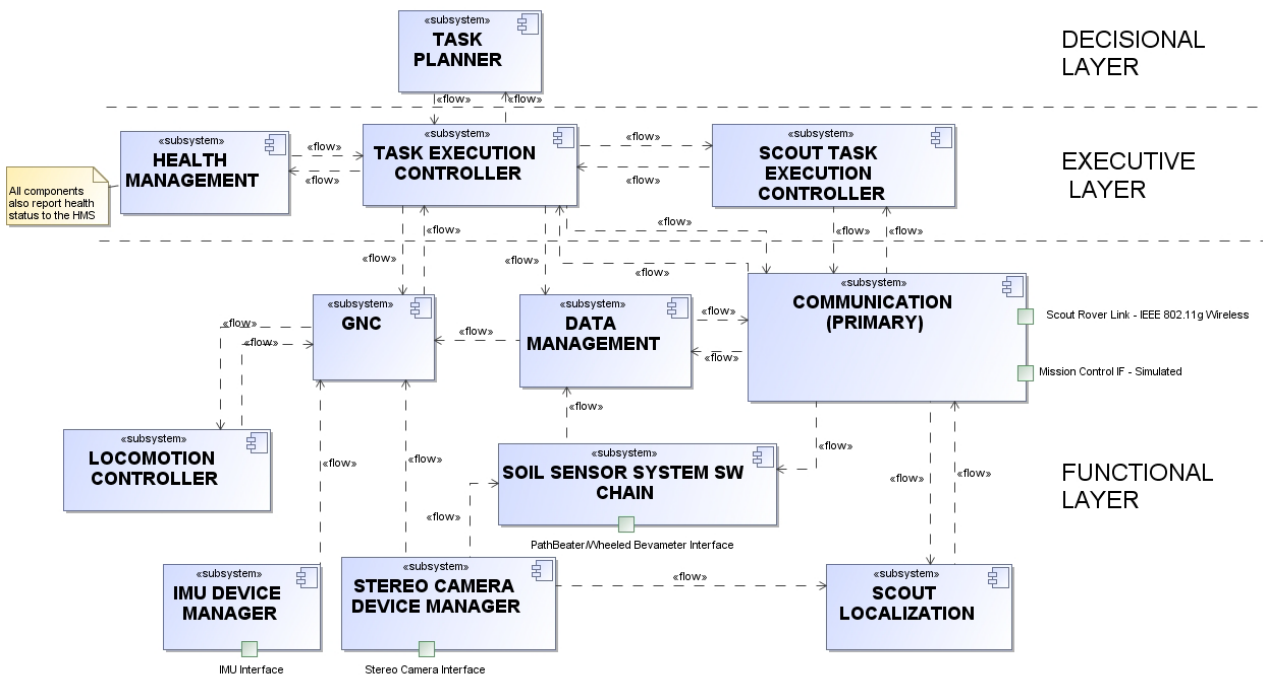 «subsystem»
TASK
PLANNER
DECISIONAL
LAYER
«flow»
«flow»
«subsystem»
HEALTH
MANAGEMENT
All components
also report health
status to the HMS
«flow»
«flow»
«subsystem»
TASK EXECUTION
CONTROLLER
«flow»
«flow»
«subsystem»
SCOUT TASK
EXECUTION
CONTROLLER
EXECUTIVE
LAYER
«flow»
«flow»
«flow»
«flow»
«flow»
«flow»
«flow»
«flow»
«subsystem»
GNC
«flow»
«flow»
«flow»
«subsystem»
DATA
MANAGEMENT
«flow»
«flow»
«subsystem»
COMMUNICATION
(PRIMARY)
Scout Rover Link - IEEE 802.11g Wireless
Mission Control IF - Simulated
«flow»
«subsystem»
LOCOMOTION
CONTROLLER
«flow»
«subsystem»
SOIL SENSOR SYSTEM SW
CHAIN
PathBeater/Wheeled Bevameter Interface
«flow»
«flow»
«flow»
FUNCTIONAL
LAYER
«flow»
«flow»
«subsystem»
IMU DEVICE
MANAGER
IMU Interface
«subsystem»
STEREO CAMERA
DEVICE MANAGER
Stereo Camera Interface
«flow»
«subsystem»
SCOUT
LOCALIZATION